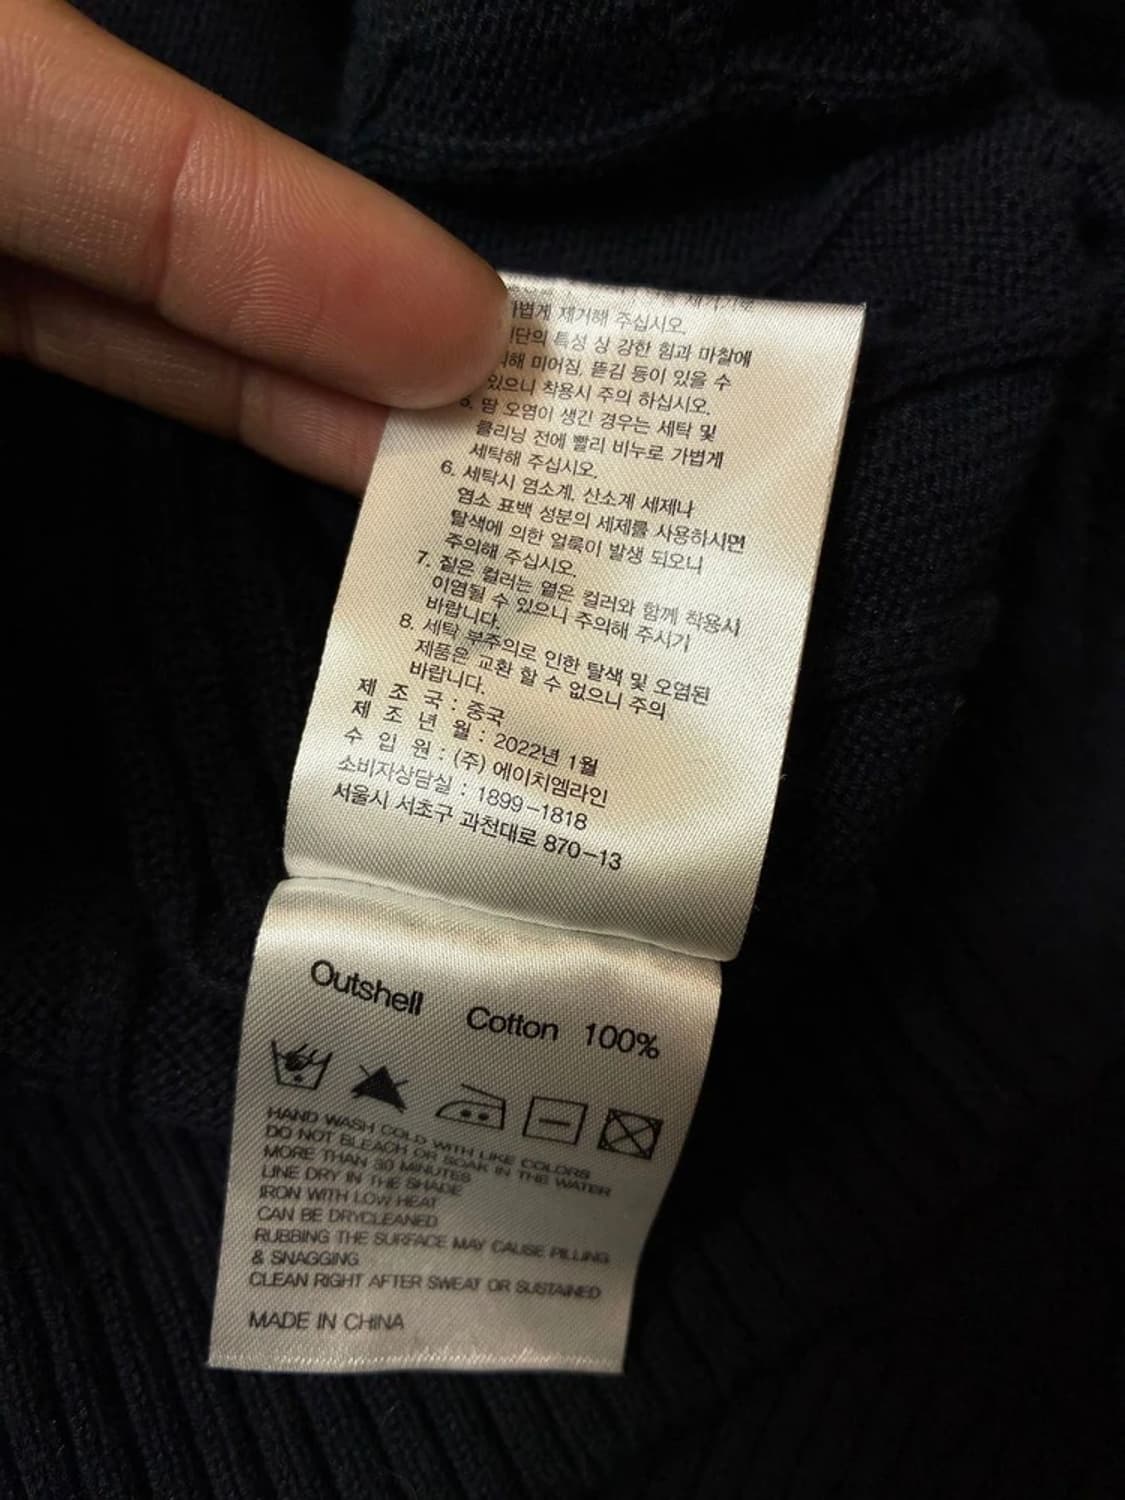 제거해 주십시오.
특성 상 강한 힘과 마찰에
미어짐, 뜯김 등이 있을 수
있으니 착용시 주의 하십시오.
5. 땀 오염이 생긴 경우는 세탁 및
클리닝 전에 빨리 비누로 가볍게
세탁해 주십시오.
6. 세탁시 염소계, 산소계 세제나
염소 표백 성분의 세제를 사용하시면
탈색에 의한 얼룩이 발생 되오니
주의해 주십시오.
7. 짙은 컬러는 옅은 컬러와 함께 착용시
이염될 수 있으니 주의해 주시기
바랍니다.
8. 세탁 부주의로 인한 탈색 및 오염된
제품은 교환 할 수 없으니 주의
바랍니다.
제 조 국 : 중국
제 조 년 월 : 2022년 1월
수 입 원 : (주) 에이치엠라인
소비자상담실 : 1899-1818
서울시 서초구 과천대로 870-13
Outshell Cotton 100%
HAND WASH COLD WITH LIKE COLORS
DO NOT BLEACH OR SOAK IN THE WATER
MORE THAN 30 MINUTES
LINE DRY IN THE SHADE
IRON WITH LOW HEAT
CAN BE DRYCLEANED
RUBBING THE SURFACE MAY CAUSE PILLING
& SNAGGING
CLEAN RIGHT AFTER SWEAT OR SUSTAINED
MADE IN CHINA